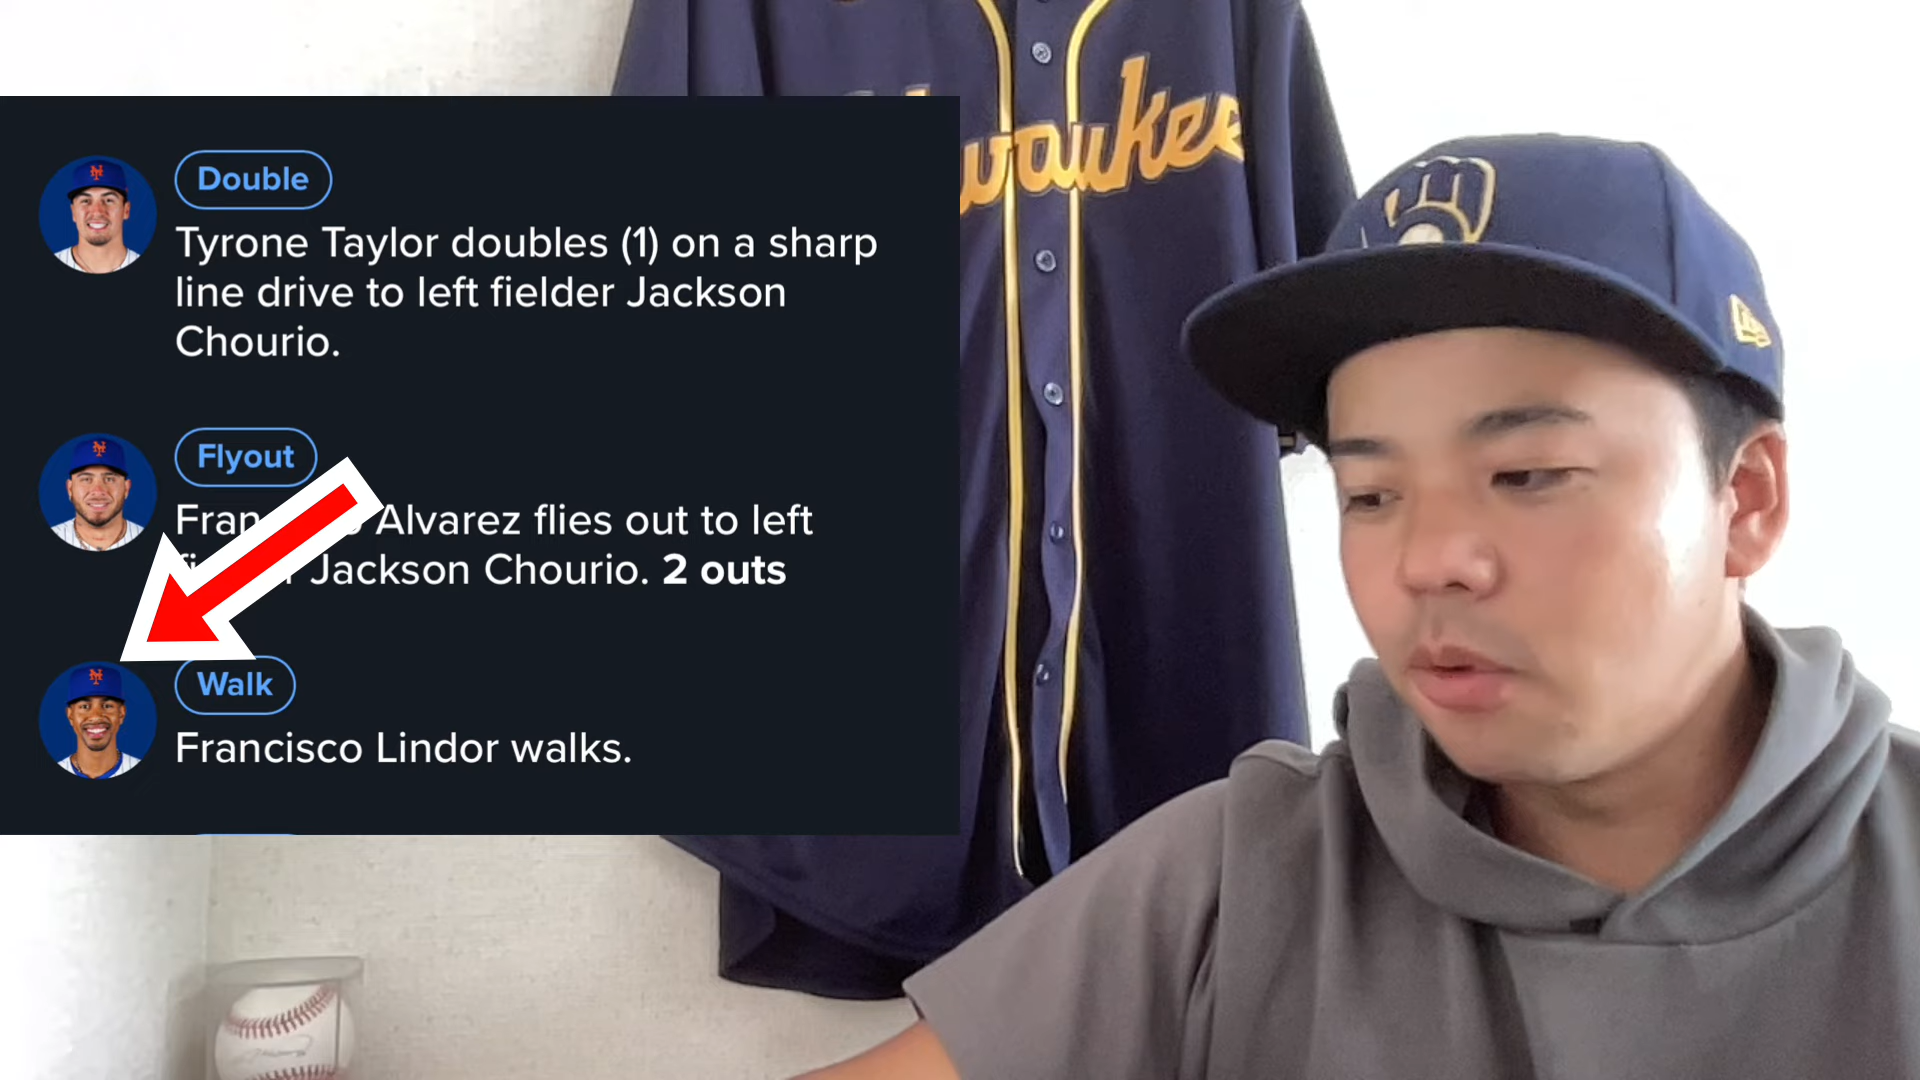 Double
Tyrone Taylor doubles (1) on a sharp
line drive to left fielder Jackson
Chourio.
Flyout
Alvarez flies out to left
Jackson Chourio. 2 outs
Walk
Francisco Lindor walks.